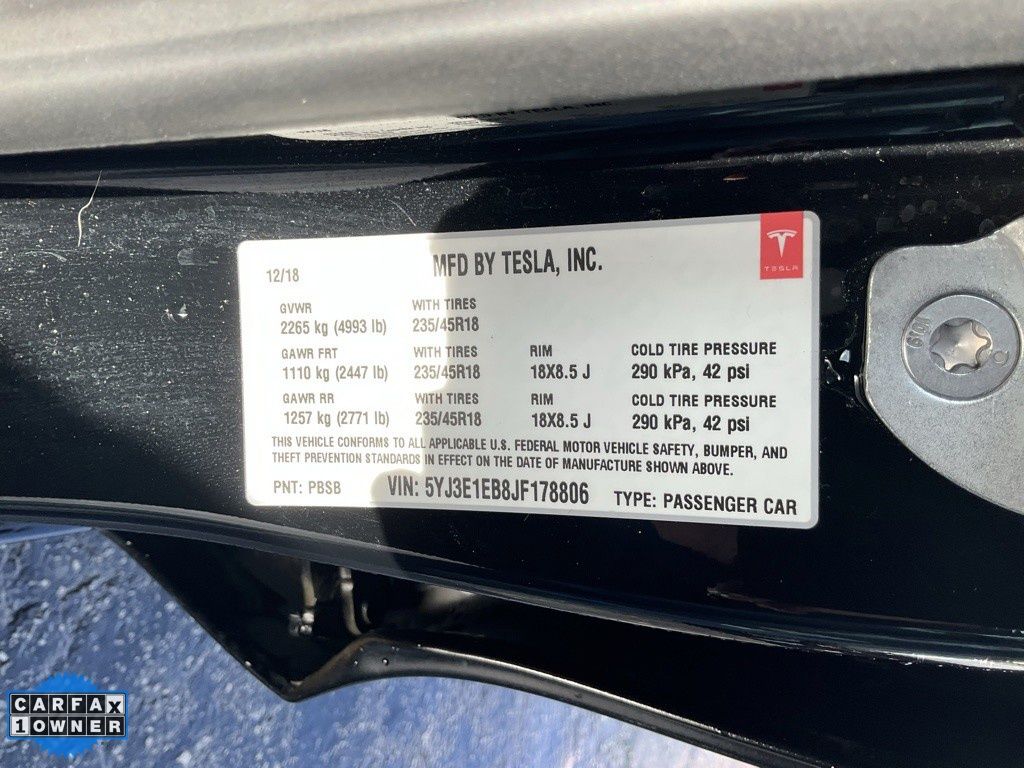 12/18
MFD BY TESLA, INC.
TESLA
GVWR WITH TIRES
2265 kg (4993 lb) 235/45R18
GAWR FRT WITH TIRES RIM COLD TIRE PRESSURE
1110 kg (2447 lb) 235/45R18 18X8.5 J 290 kPa, 42 psi
GAWR RR WITH TIRES RIM COLD TIRE PRESSURE
1257 kg (2771 lb) 235/45R18 18X8.5 J 290 kPa, 42 psi
THIS VEHICLE CONFORMS TO ALL APPLICABLE U.S. FEDERAL MOTOR VEHICLE SAFETY, BUMPER, AND
THEFT PREVENTION STANDARDS IN EFFECT ON THE DATE OF MANUFACTURE SHOWN ABOVE.
PNT: PBSB VIN: 5YJ3E1EB8JF178806 TYPE: PASSENGER CAR
CARFAX
1 OWNER